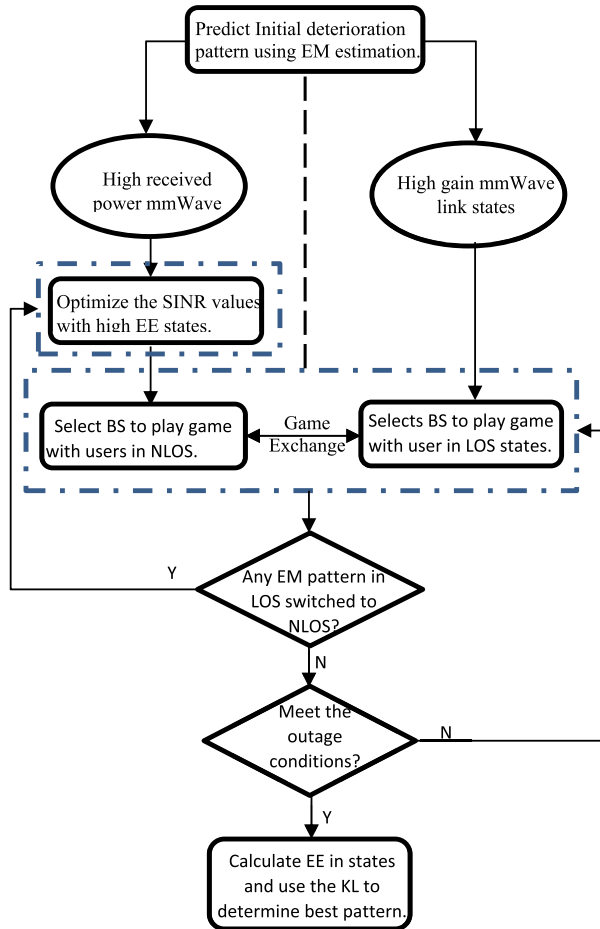 Predict Initial deterioration
pattern using EM estimation.
High received
power mmWave
High gain mmWave
link states
Optimize the SINR values
with high EE states.
Select BS to play game
with users in NLOS.
Game
Exchange
Selects BS to play game
with user in LOS states.
Any EM pattern in
LOS switched to
NLOS?
Y
N
Meet the
outage
conditions?
N
Y
Calculate EE in states
and use the KL to
determine best pattern.